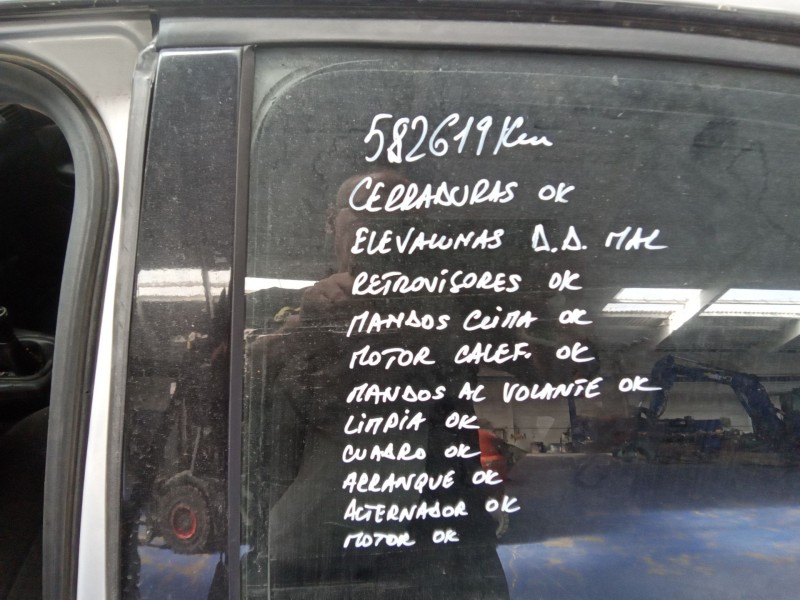 582619 Km
CERRADURAS OK
ELEVALUNAS D.D. MAL
RETROVISORES OK
MANDOS CLIMA OK
MOTOR CALEF. OK
MANDOS AL VOLANTE OK
LIMPIA OK
CUADRO OK
ARRANQUE OK
ALTERNADOR OK
MOTOR OK